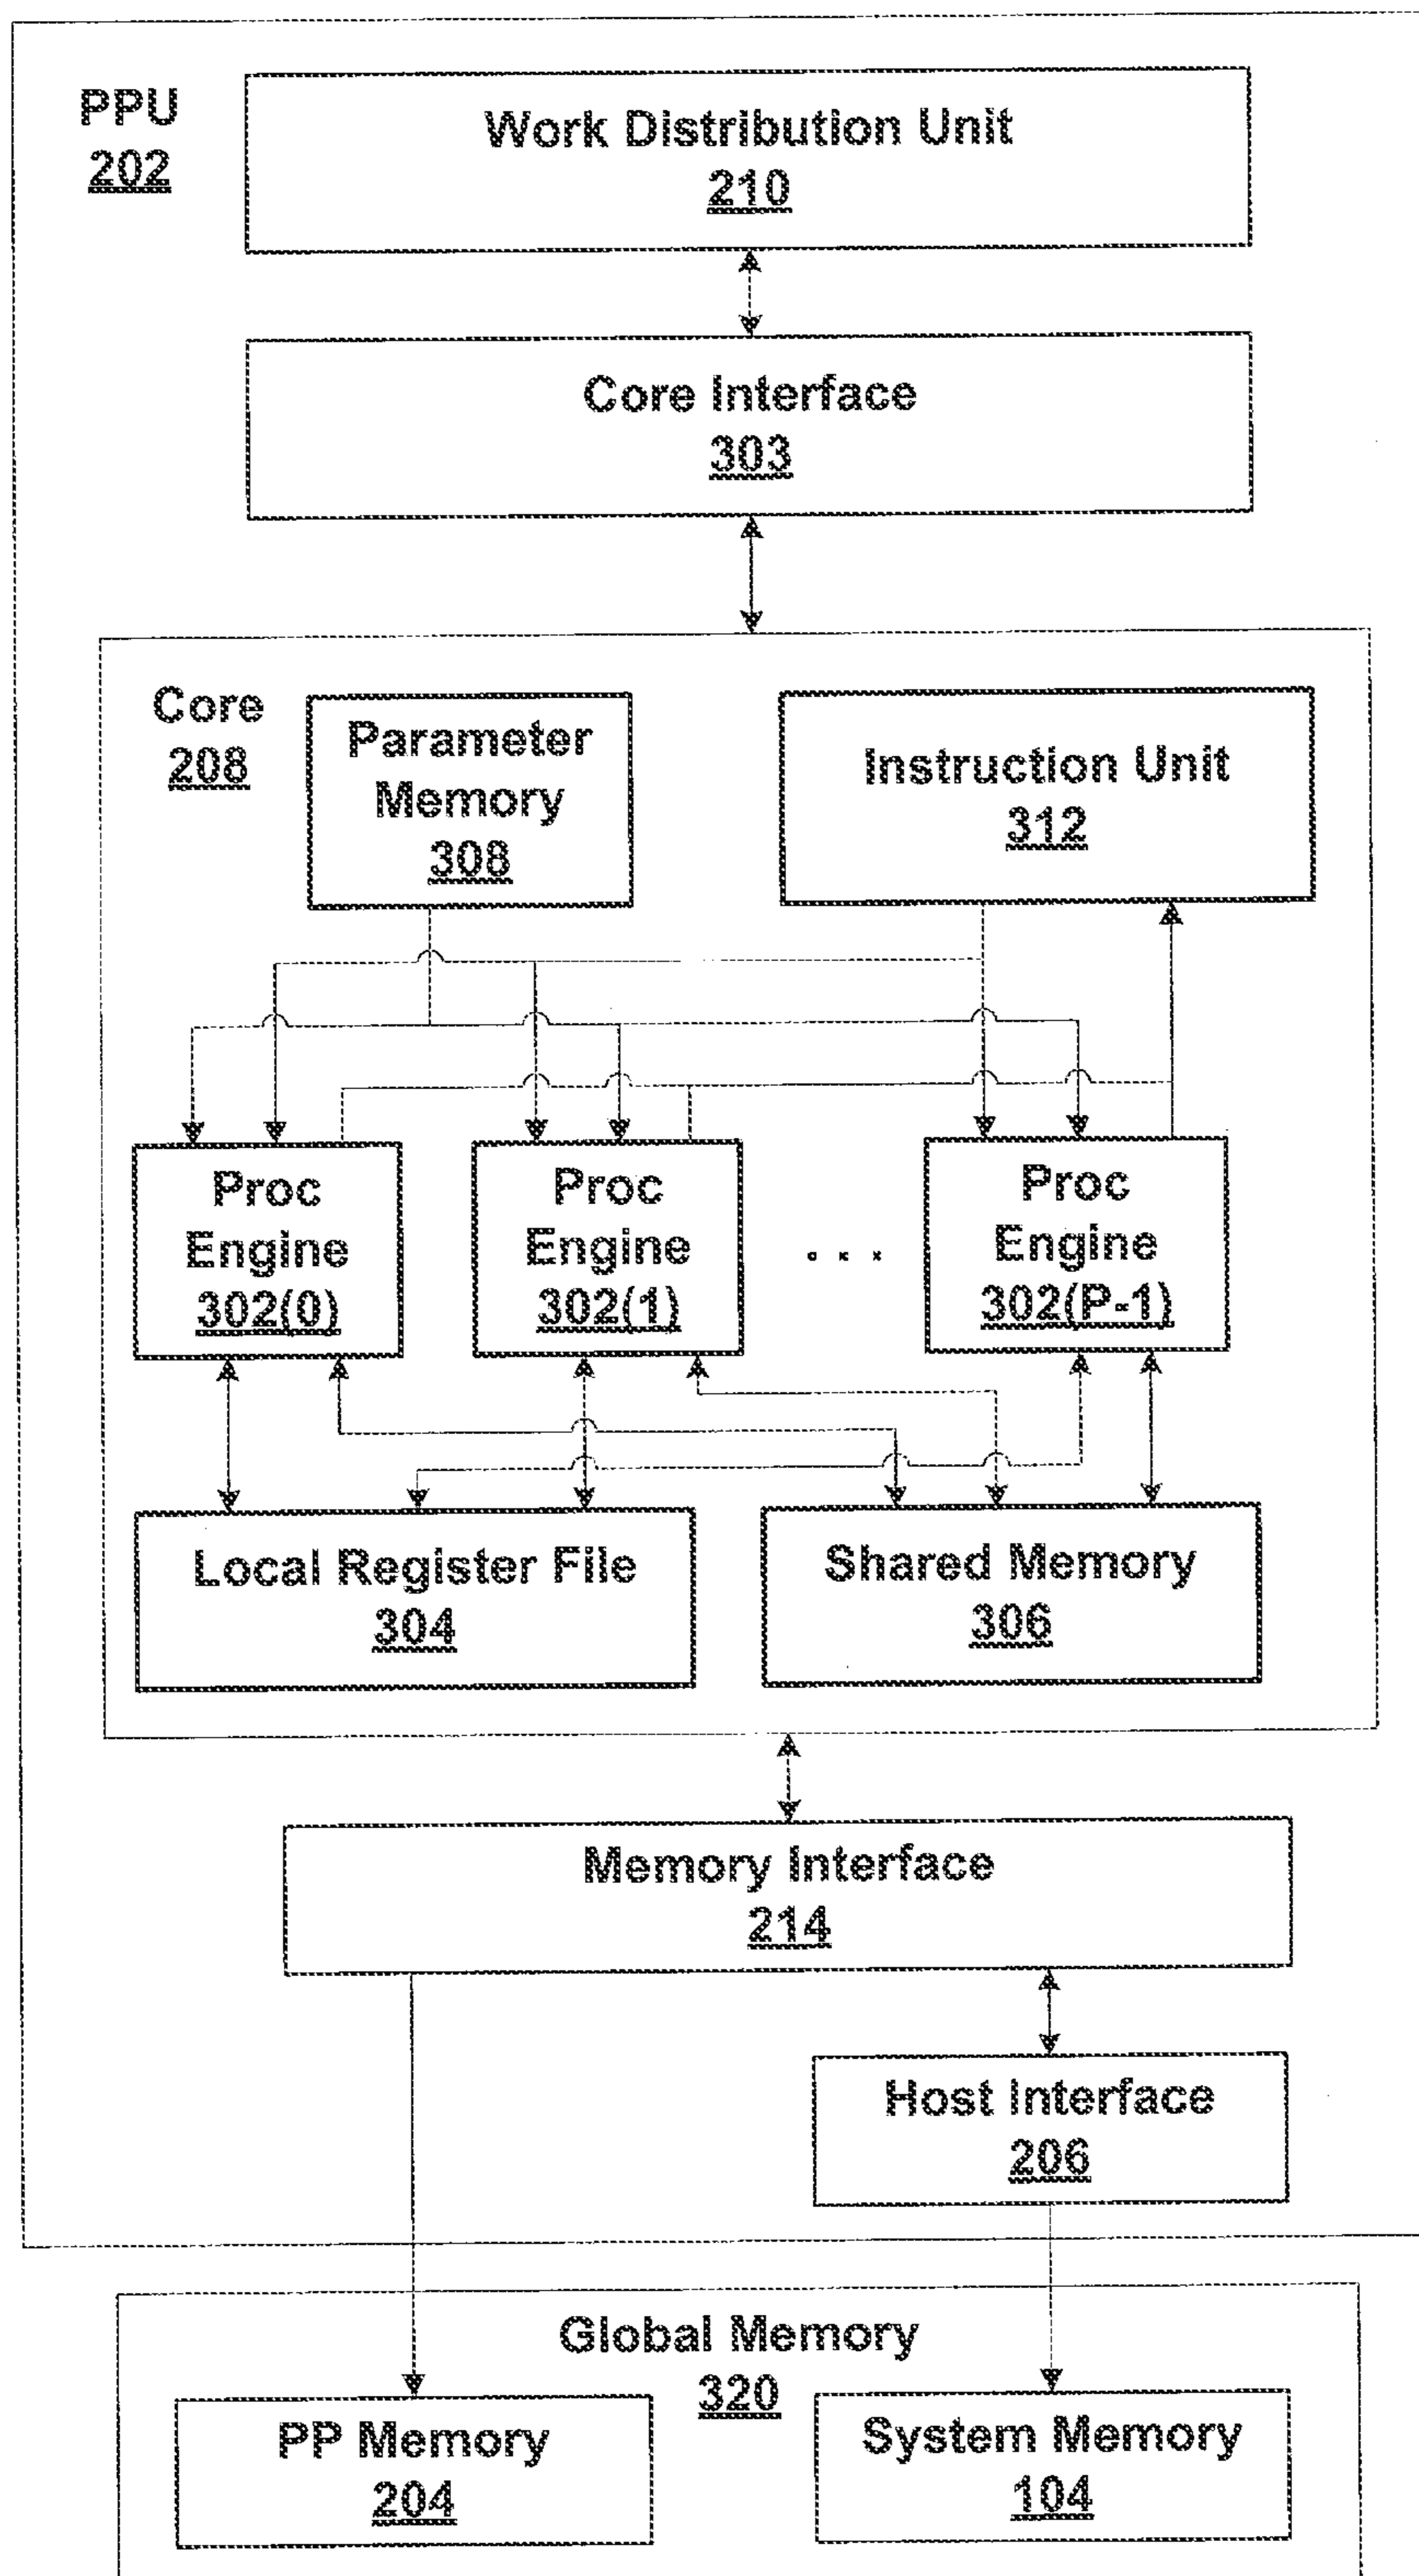 PPU
202
Work Distribution Unit
210
Core Interface
303
Core
208
Parameter
Memory
308
Instruction Unit
312
Proc
Engine
302(0)
Proc
Engine
302(1)
. . .
Proc
Engine
302(P-1)
Local Register File
304
Shared Memory
306
Memory Interface
214
Host Interface
206
Global Memory
320
PP Memory
204
System Memory
104